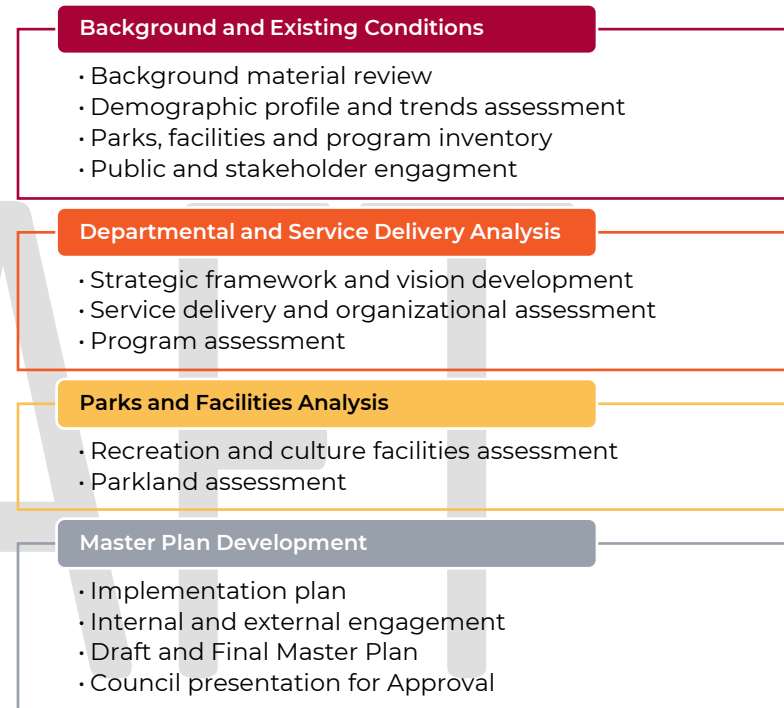 Background and Existing Conditions
· Background material review
· Demographic profile and trends assessment
· Parks, facilities and program inventory
· Public and stakeholder engagment
Departmental and Service Delivery Analysis
· Strategic framework and vision development
· Service delivery and organizational assessment
· Program assessment
Parks and Facilities Analysis
· Recreation and culture facilities assessment
· Parkland assessment
Master Plan Development
· Implementation plan
· Internal and external engagement
· Draft and Final Master Plan
· Council presentation for Approval